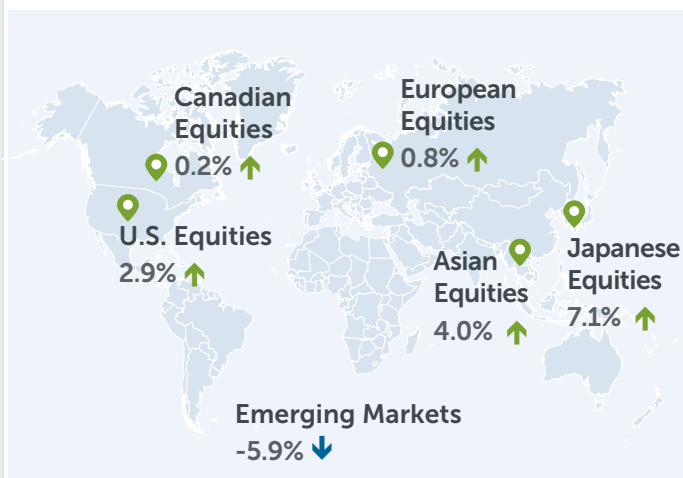 Canadian
Equities
0.2%
European
Equities
0.8%
U.S. Equities
2.9%
Asian
Equities
4.0%
Japanese
Equities
7.1%
Emerging Markets
-5.9%